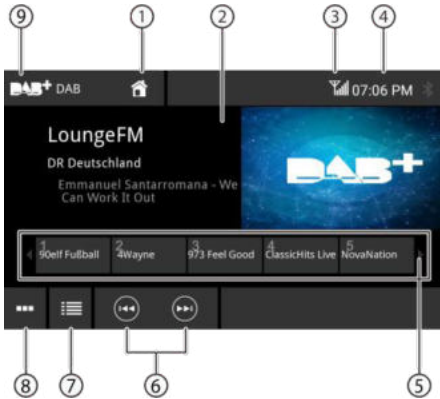 ⑨ ① ② ③ ④
DAB+ DAB 07:06 PM
LoungeFM
DR Deutschland
Emmanuel Santarromana - We
Can Work It Out
DAB+
1 2 3 4 5
90elf Fußball 4Wayne 973 Feel Good ClassicHits Live NovaNation
⑧ ⑦ ⑥ ⑤